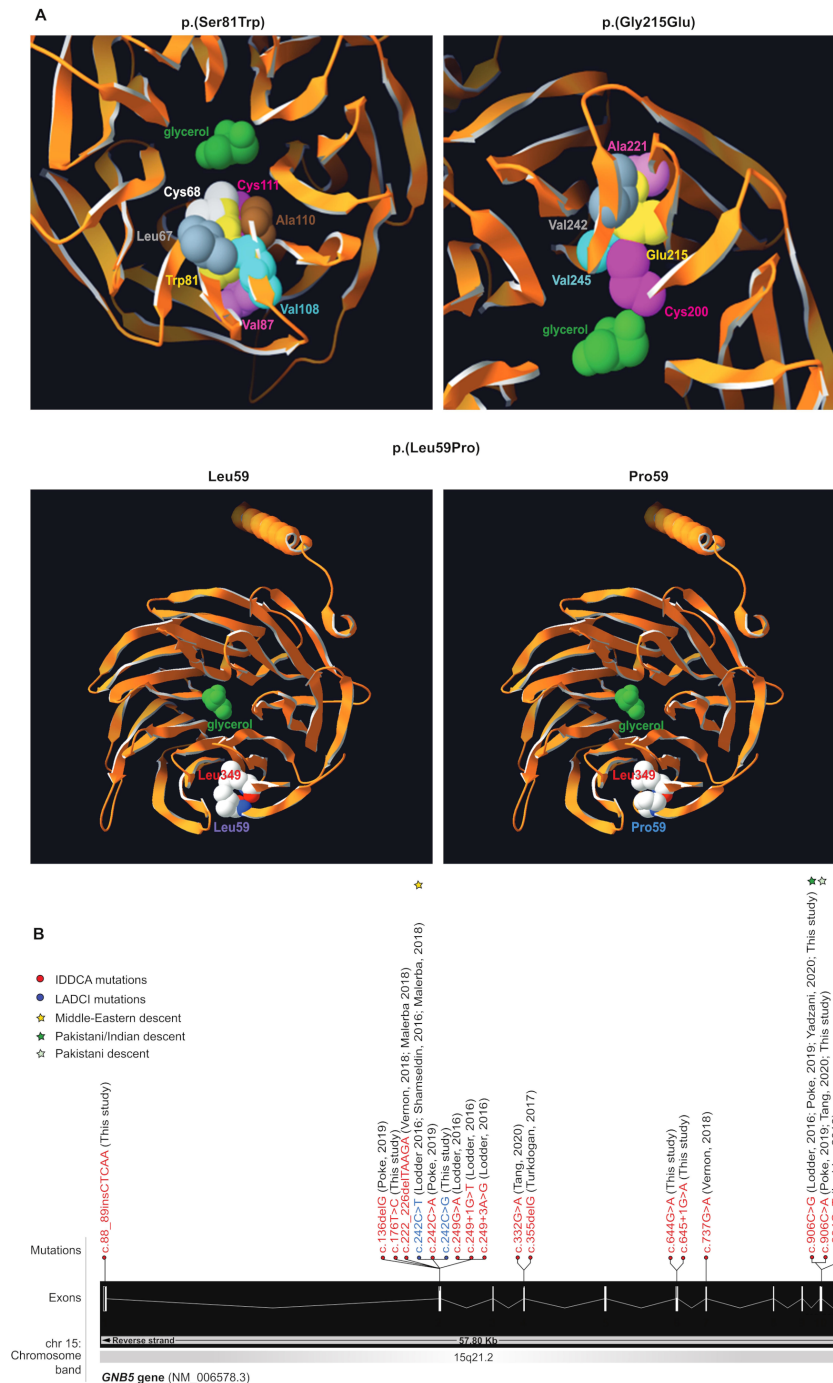 A
p.(Ser81Trp)
p.(Gly215Glu)
glycerol
Cys68
Cys111
Ala110
Leu67
Trp81
Val108
Val87
Ala221
Val242
Glu215
Val245
Cys200
glycerol
p.(Leu59Pro)
Leu59
Pro59
glycerol
Leu349
Leu59
glycerol
Leu349
Pro59
B
IDDCA mutations
LADCI mutations
Middle-Eastern descent
Pakistani/Indian descent
Pakistani descent
c.88_89insCTCAA (This study)
c.136delG (Poke, 2019)
c.176T>C (This study)
c.222_226delTAAGA (Vernon, 2018; Malerba 2018)
c.242C>T (Lodder 2016; Shamseldin, 2016; Malerba, 2018)
c.242C>A (Poke, 2019)
c.242C>G (This study)
c.249G>A (Lodder, 2016)
c.249+1G>T (Lodder, 2016)
c.249+3A>G (Lodder, 2016)
c.332G>A (Tang, 2020)
c.355delG (Turkdogan, 2017)
c.644G>A (This study)
c.645+1G>A (This study)
c.737G>A (Vernon, 2018)
c.906C>G (Lodder, 2016; Poke, 2019; Yadzani, 2020; This study)
c.906C>A (Poke, 2019; Tang, 2020; This study)
Mutations
Exons
chr 15:
Reverse strand
57.80 Kb
Chromosome
band
15q21.2
GNB5 gene (NM_006578.3)